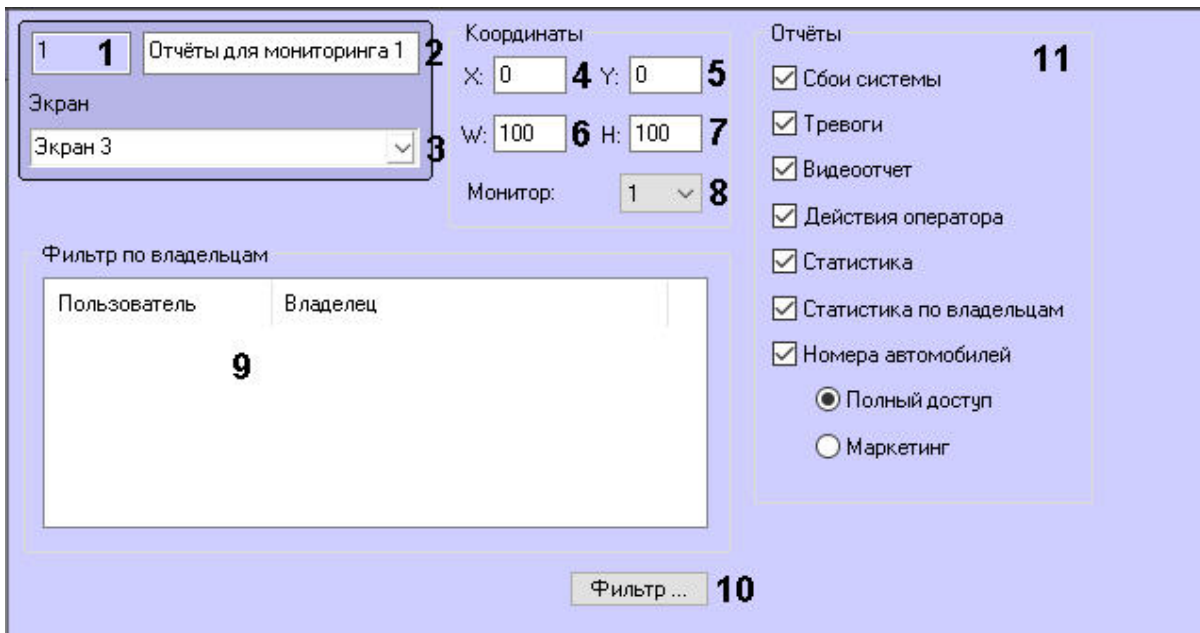 1 1 Отчёты для мониторинга 1 2
Экран
Экран 3 3
Координаты
X: 0 4 Y: 0 5
W: 100 6 H: 100 7
Монитор: 1 8
Отчёты 11
Сбои системы
Тревоги
Видеоотчет
Действия оператора
Статистика
Статистика по владельцам
Номера автомобилей
Полный доступ
Маркетинг
Фильтр по владельцам
Пользователь Владелец
9
Фильтр ... 10